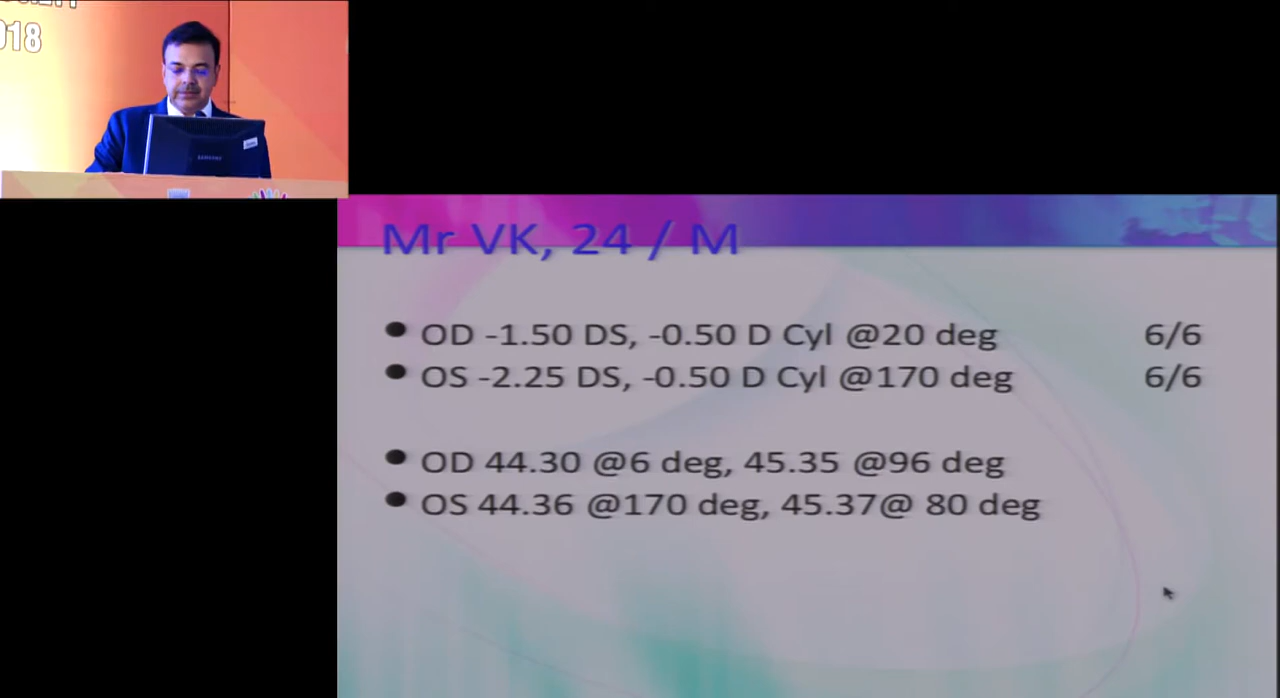 018
SAMSUNG
Mr VK, 24 / M
OD -1.50 DS, -0.50 D Cyl @20 deg 6/6
OS -2.25 DS, -0.50 D Cyl @170 deg 6/6
OD 44.30 @6 deg, 45.35 @96 deg
OS 44.36 @170 deg, 45.37@ 80 deg